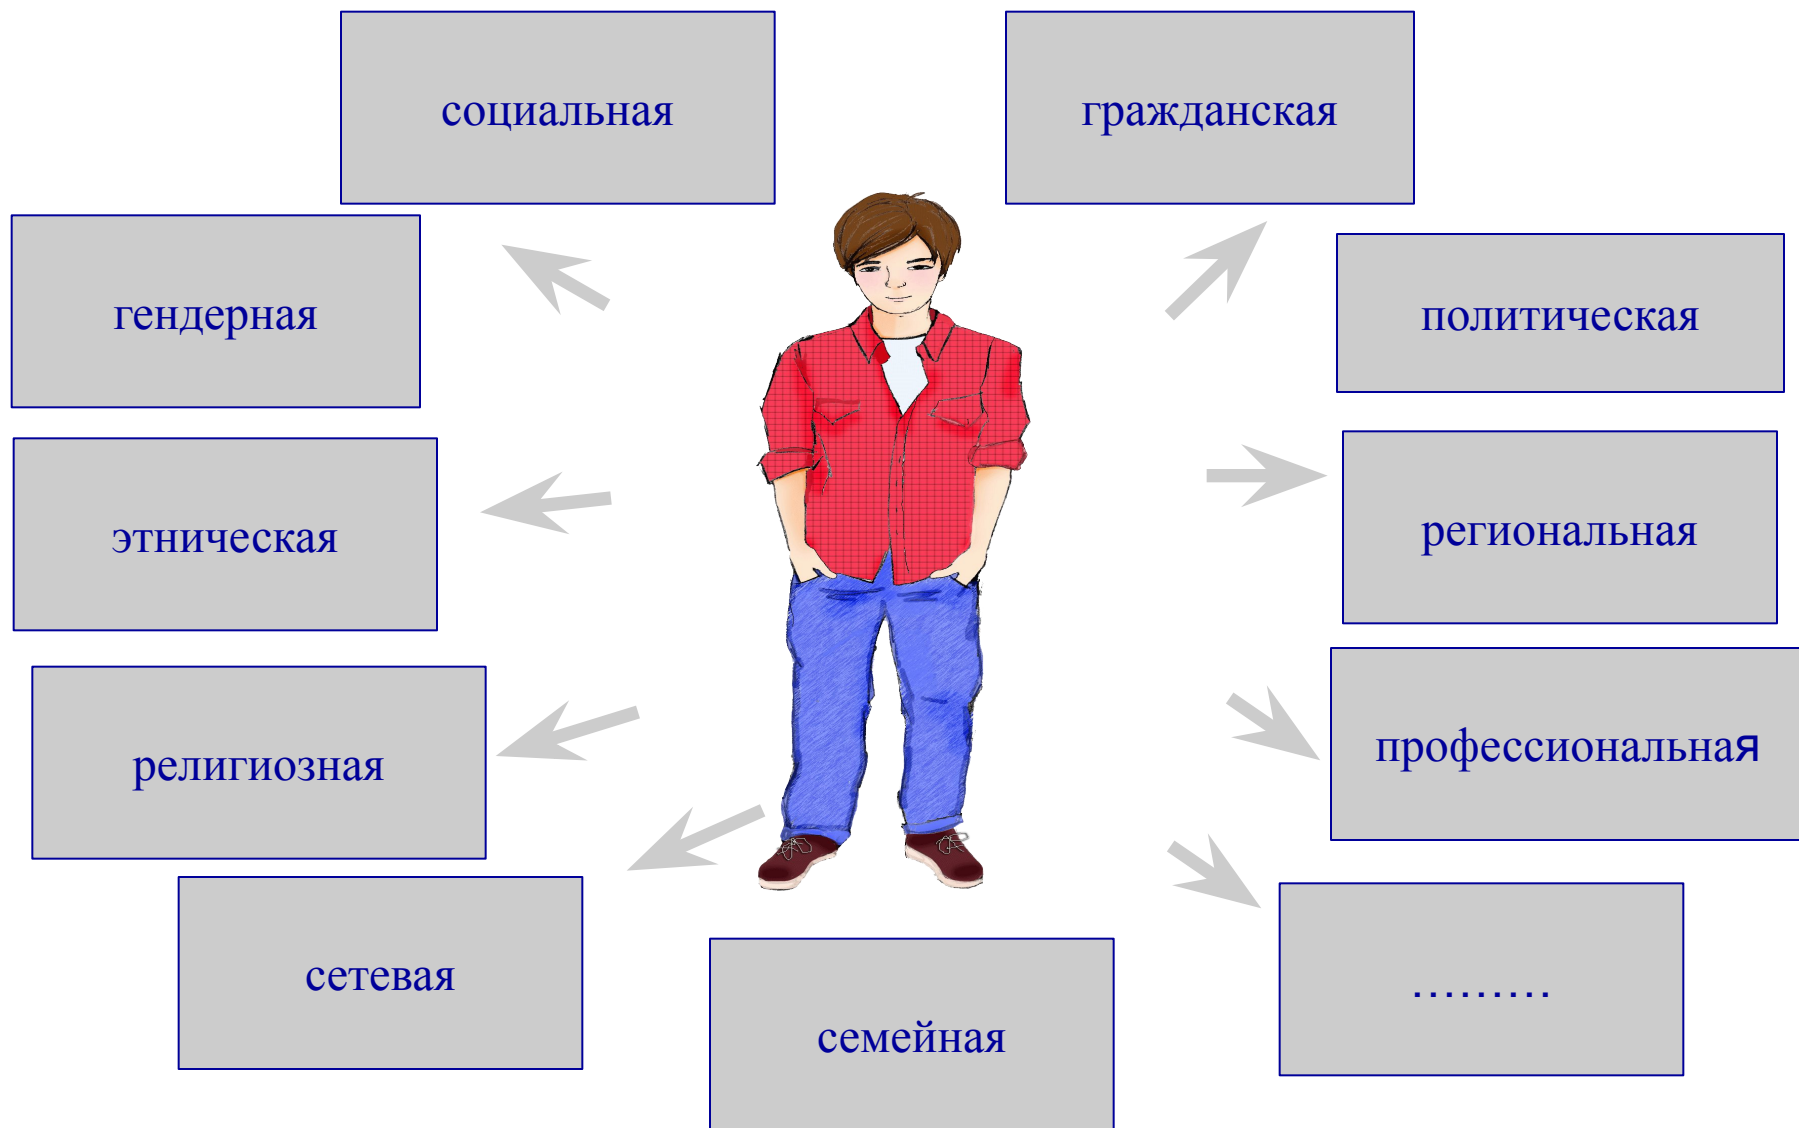 социальная
гражданская
гендерная
политическая
этническая
региональная
религиозная
профессиональная
сетевая
семейная
.........